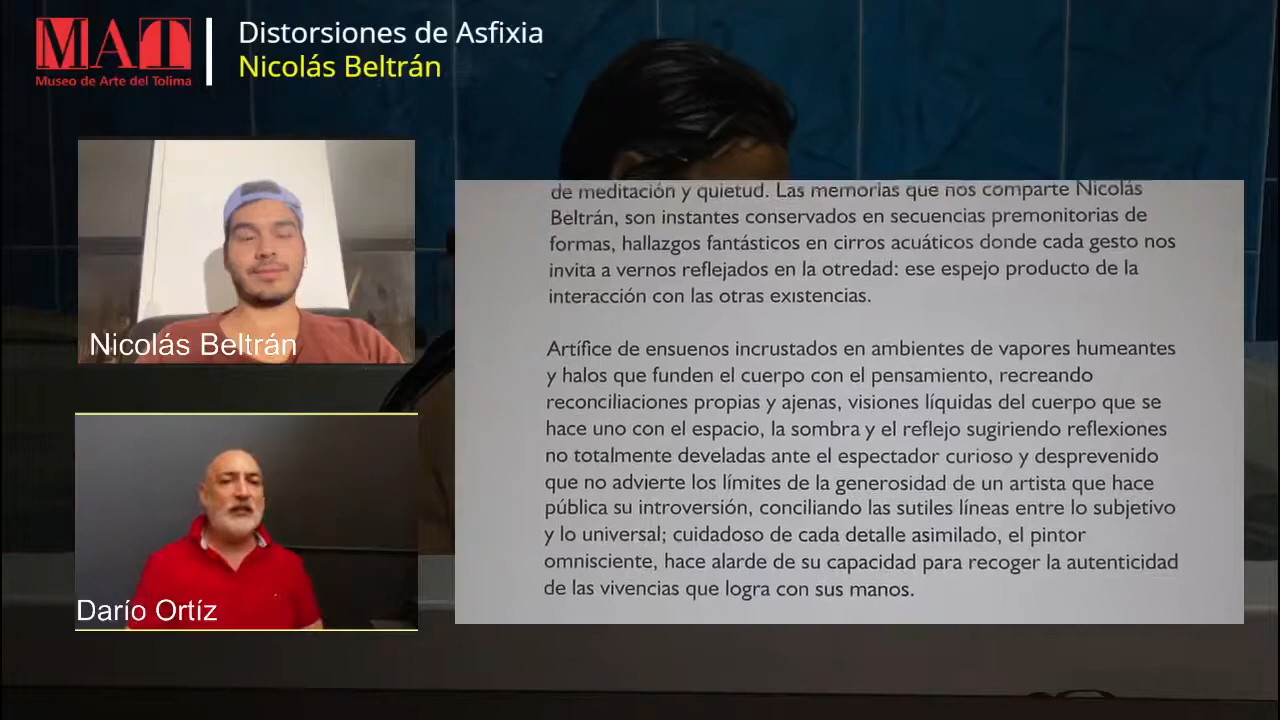 MAT
Museo de Arte del Tolima
Distorsiones de Asfixia
Nicolás Beltrán
Nicolás Beltrán
Darío Ortíz
de meditación y quietud. Las memorias que nos comparte Nicolás
Beltrán, son instantes conservados en secuencias premonitorias de
formas, hallazgos fantásticos en cirros acuáticos donde cada gesto nos
invita a vernos reflejados en la otredad: ese espejo producto de la
interacción con las otras existencias.
Artífice de ensuenos incrustados en ambientes de vapores humeantes
y halos que funden el cuerpo con el pensamiento, recreando
reconciliaciones propias y ajenas, visiones líquidas del cuerpo que se
hace uno con el espacio, la sombra y el reflejo sugiriendo reflexiones
no totalmente develadas ante el espectador curioso y desprevenido
que no advierte los límites de la generosidad de un artista que hace
pública su introversión, conciliando las sutiles líneas entre lo subjetivo
y lo universal; cuidadoso de cada detalle asimilado, el pintor
omnisciente, hace alarde de su capacidad para recoger la autenticidad
de las vivencias que logra con sus manos.